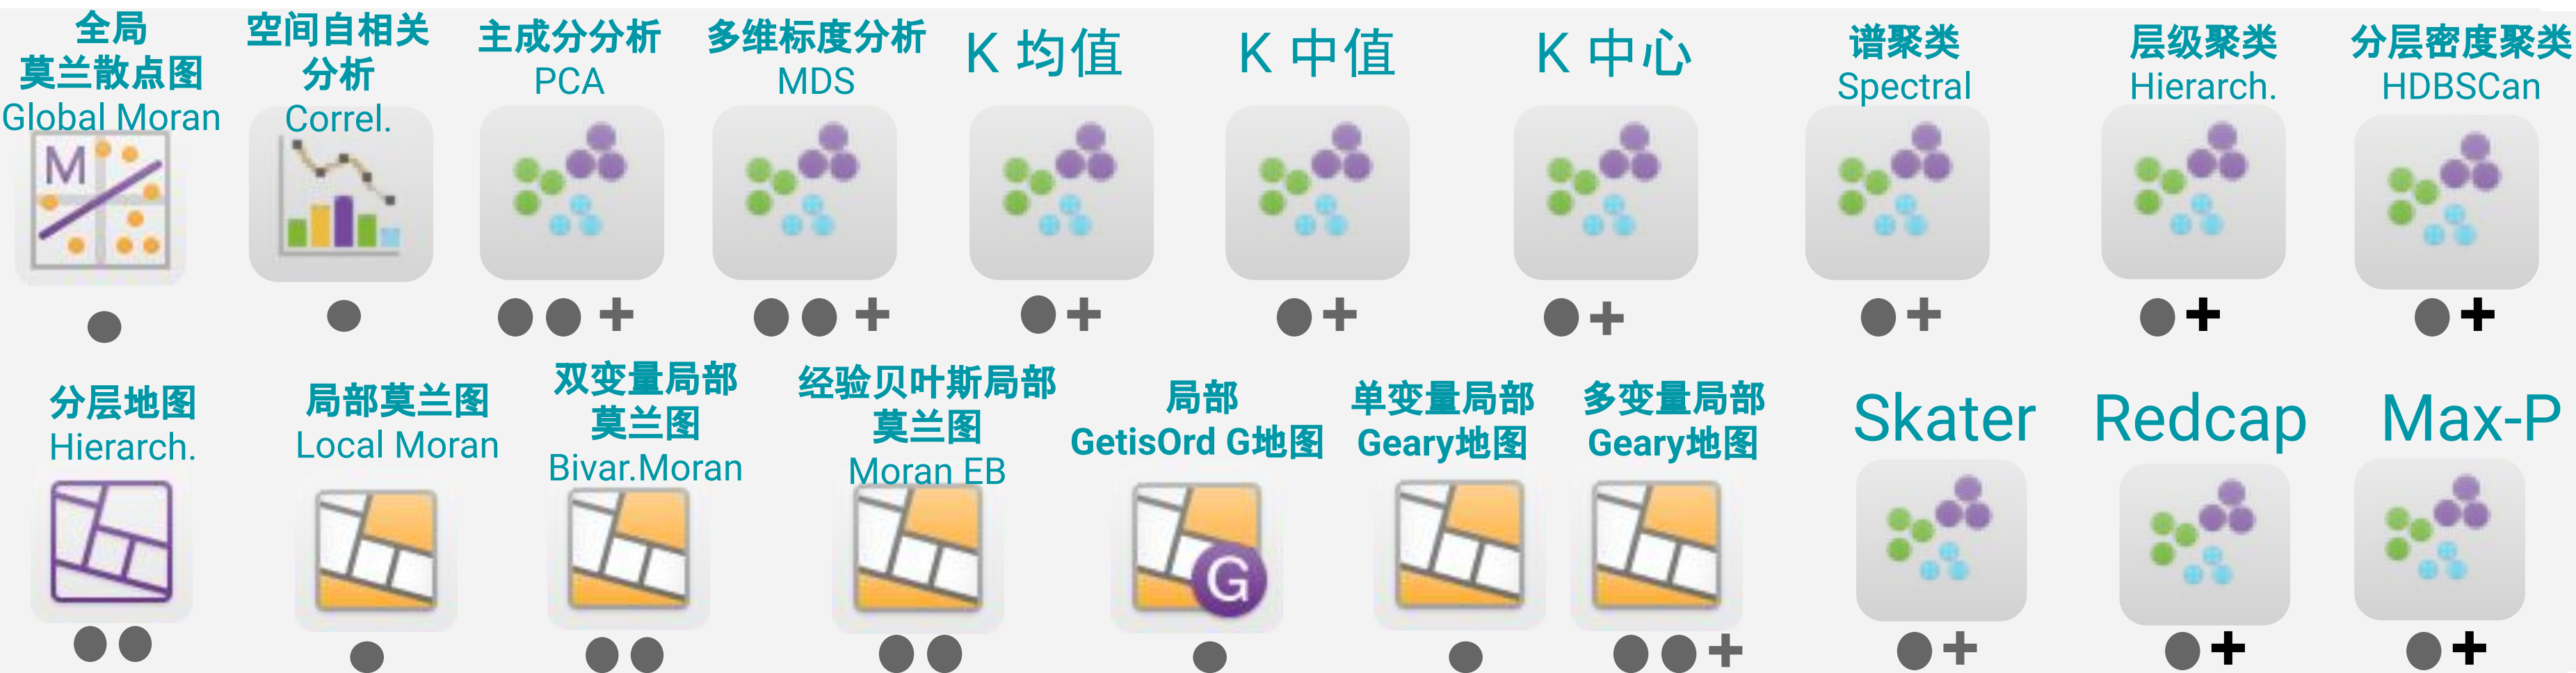 全局
莫兰散点图
Global Moran
M
空间自相关
分析
Correl.
主成分分析
PCA
多维标度分析
MDS
K 均值
K 中值
K 中心
谱聚类
Spectral
层级聚类
Hierarch.
分层密度聚类
HDBSCan
+
+
+
+
+
+
+
+
分层地图
Hierarch.
局部莫兰图
Local Moran
双变量局部
莫兰图
Bivar.Moran
经验贝叶斯局部
莫兰图
Moran EB
局部
GetisOrd G地图
G
单变量局部
Geary地图
多变量局部
Geary地图
Skater
Redcap
Max-P
+
+
+
+